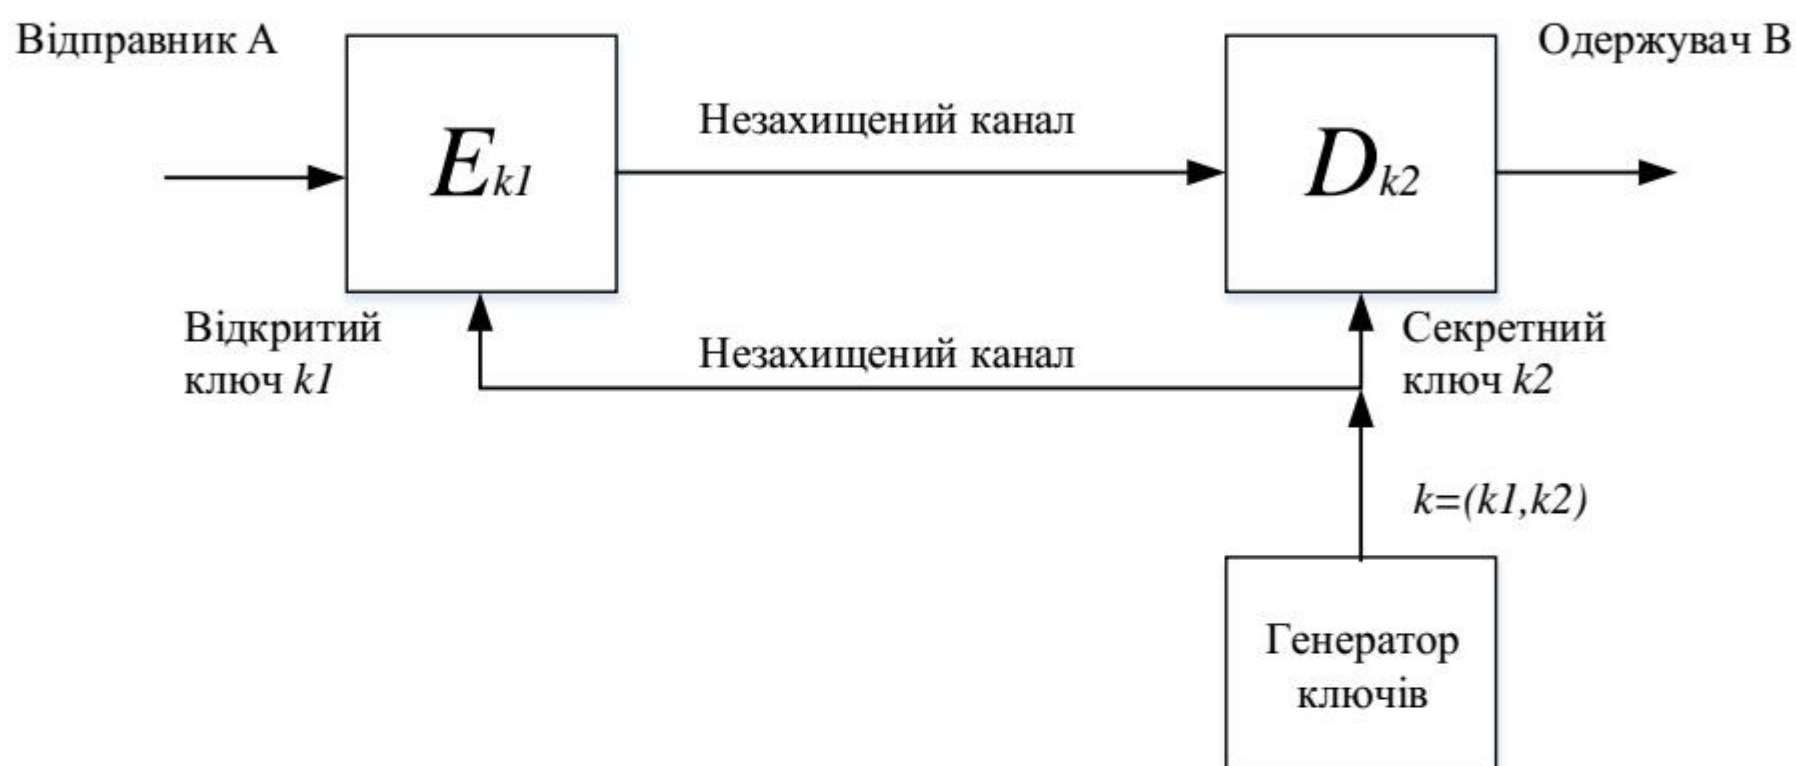 Відправник А
Одержувач В
Незахищений канал
Ek1
Dk2
Відкритий
ключ k1
Незахищений канал
Секретний
ключ k2
k=(k1,k2)
Генератор
ключів